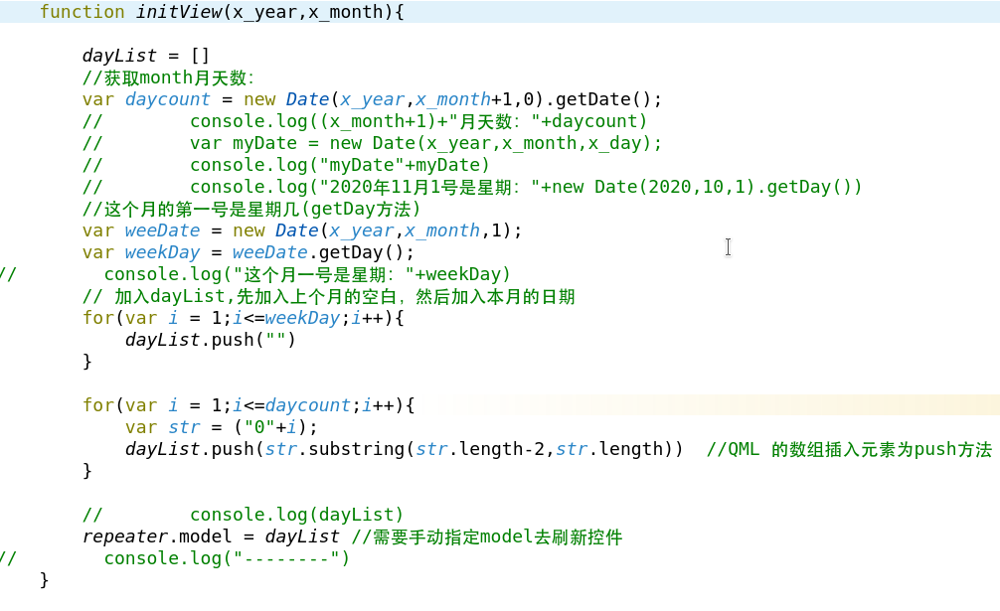 function initView(x_year,x_month){
dayList = []
//获取month月天数：
var daycount = new Date(x_year,x_month+1,0).getDate();
//        console.log((x_month+1)+"月天数："+daycount)
//        var myDate = new Date(x_year,x_month,x_day);
//        console.log("myDate"+myDate)
//        console.log("2020年11月1号是星期："+new Date(2020,10,1).getDay())
//这个月的第一号是星期几(getDay方法)
var weeDate = new Date(x_year,x_month,1);
var weekDay = weeDate.getDay();
//        console.log("这个月一号是星期："+weekDay)
// 加入dayList,先加入上个月的空白，然后加入本月的日期
for(var i = 1;i<=weekDay;i++){
dayList.push("")
}
for(var i = 1;i<=daycount;i++){
var str = ("0"+i);
dayList.push(str.substring(str.length-2,str.length))  //QML 的数组插入元素为push方法
}
//        console.log(dayList)
repeater.model = dayList //需要手动指定model去刷新控件
//        console.log("--------")
}